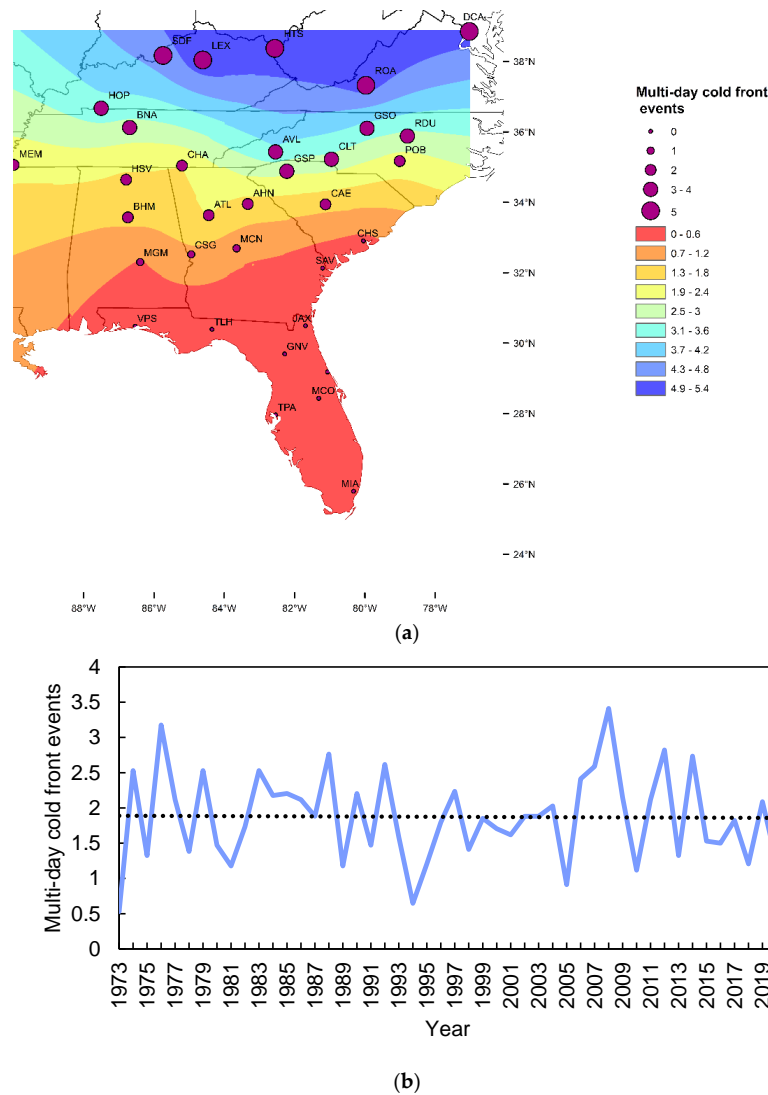 DCA
HTS
SDF
LEX
38°N
ROA
HOP
BNA
GSO
RDU
36°N
AVL
CLT
POB
MEM
CHA
GSP
HSV
34°N
ATL
AHN
CAE
BHM
CHS
MGM
CSG
MCN
SAV
32°N
VPS
TLH
JAX
30°N
GNV
MCO
28°N
TPA
MIA
26°N
24°N
88°W 86°W 84°W 82°W 80°W 78°W
Multi-day cold front
events
0
1
2
3 - 4
5
0 - 0.6
0.7 - 1.2
1.3 - 1.8
1.9 - 2.4
2.5 - 3
3.1 - 3.6
3.7 - 4.2
4.3 - 4.8
4.9 - 5.4
(a)
Multi-day cold front events
4
3.5
3
2.5
2
1.5
1
0.5
0
1973 1975 1977 1979 1981 1983 1985 1987 1989 1991 1993 1995 1997 1999 2001 2003 2005 2007 2009 2011 2013 2015 2017 2019
Year
(b)